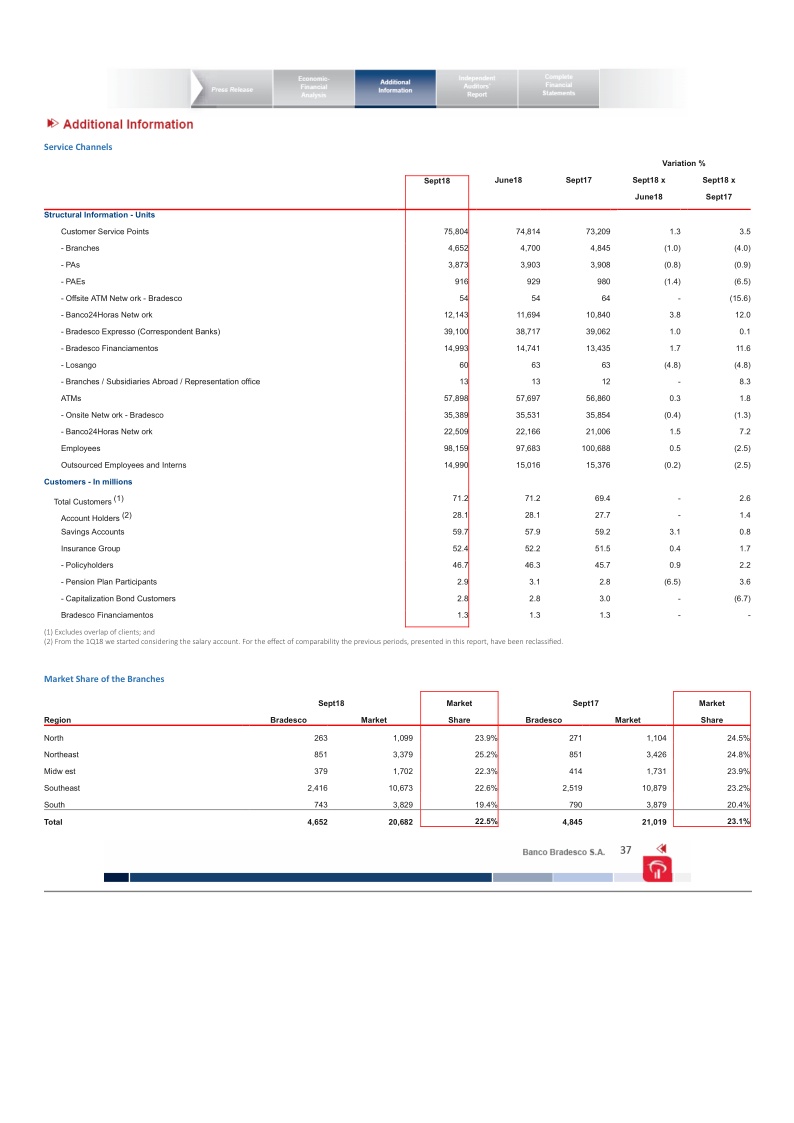 Press Release
Economic-
Financial
Analysis
Additional
Information
Independent
Auditors'
Report
Complete
Financial
Statements
Additional Information
Service Channels
Variation %
Sept18 June18 Sept17 Sept18 x Sept18 x
June18 Sept17
Structural Information - Units
Customer Service Points 75,804 74,814 73,209 1.3 3.5
- Branches 4,652 4,700 4,845 (1.0) (4.0)
- PAs 3,873 3,903 3,908 (0.8) (0.9)
- PAEs 916 929 980 (1.4) (6.5)
- Offsite ATM Netw ork - Bradesco 54 54 64 - (15.6)
- Banco24Horas Netw ork 12,143 11,694 10,840 3.8 12.0
- Bradesco Expresso (Correspondent Banks) 39,100 38,717 39,062 1.0 0.1
- Bradesco Financiamentos 14,993 14,741 13,435 1.7 11.6
- Losango 60 63 63 (4.8) (4.8)
- Branches / Subsidiaries Abroad / Representation office 13 13 12 - 8.3
ATMs 57,898 57,697 56,860 0.3 1.8
- Onsite Netw ork - Bradesco 35,389 35,531 35,854 (0.4) (1.3)
- Banco24Horas Netw ork 22,509 22,166 21,006 1.5 7.2
Employees 98,159 97,683 100,688 0.5 (2.5)
Outsourced Employees and Interns 14,990 15,016 15,376 (0.2) (2.5)
Customers - In millions
Total Customers (1) 71.2 71.2 69.4 - 2.6
Account Holders (2) 28.1 28.1 27.7 - 1.4
Savings Accounts 59.7 57.9 59.2 3.1 0.8
Insurance Group 52.4 52.2 51.5 0.4 1.7
- Policyholders 46.7 46.3 45.7 0.9 2.2
- Pension Plan Participants 2.9 3.1 2.8 (6.5) 3.6
- Capitalization Bond Customers 2.8 2.8 3.0 - (6.7)
Bradesco Financiamentos 1.3 1.3 1.3 - -
(1) Excludes overlap of clients; and
(2) From the 1Q18 we started considering the salary account. For the effect of comparability the previous periods, presented in this report, have been reclassified.
Market Share of the Branches
Sept18 Market Sept17 Market
Region Bradesco Market Share Bradesco Market Share
North 263 1,099 23.9% 271 1,104 24.5%
Northeast 851 3,379 25.2% 851 3,426 24.8%
Midw est 379 1,702 22.3% 414 1,731 23.9%
Southeast 2,416 10,673 22.6% 2,519 10,879 23.2%
South 743 3,829 19.4% 790 3,879 20.4%
Total 4,652 20,682 22.5% 4,845 21,019 23.1%
Banco Bradesco S.A. 37